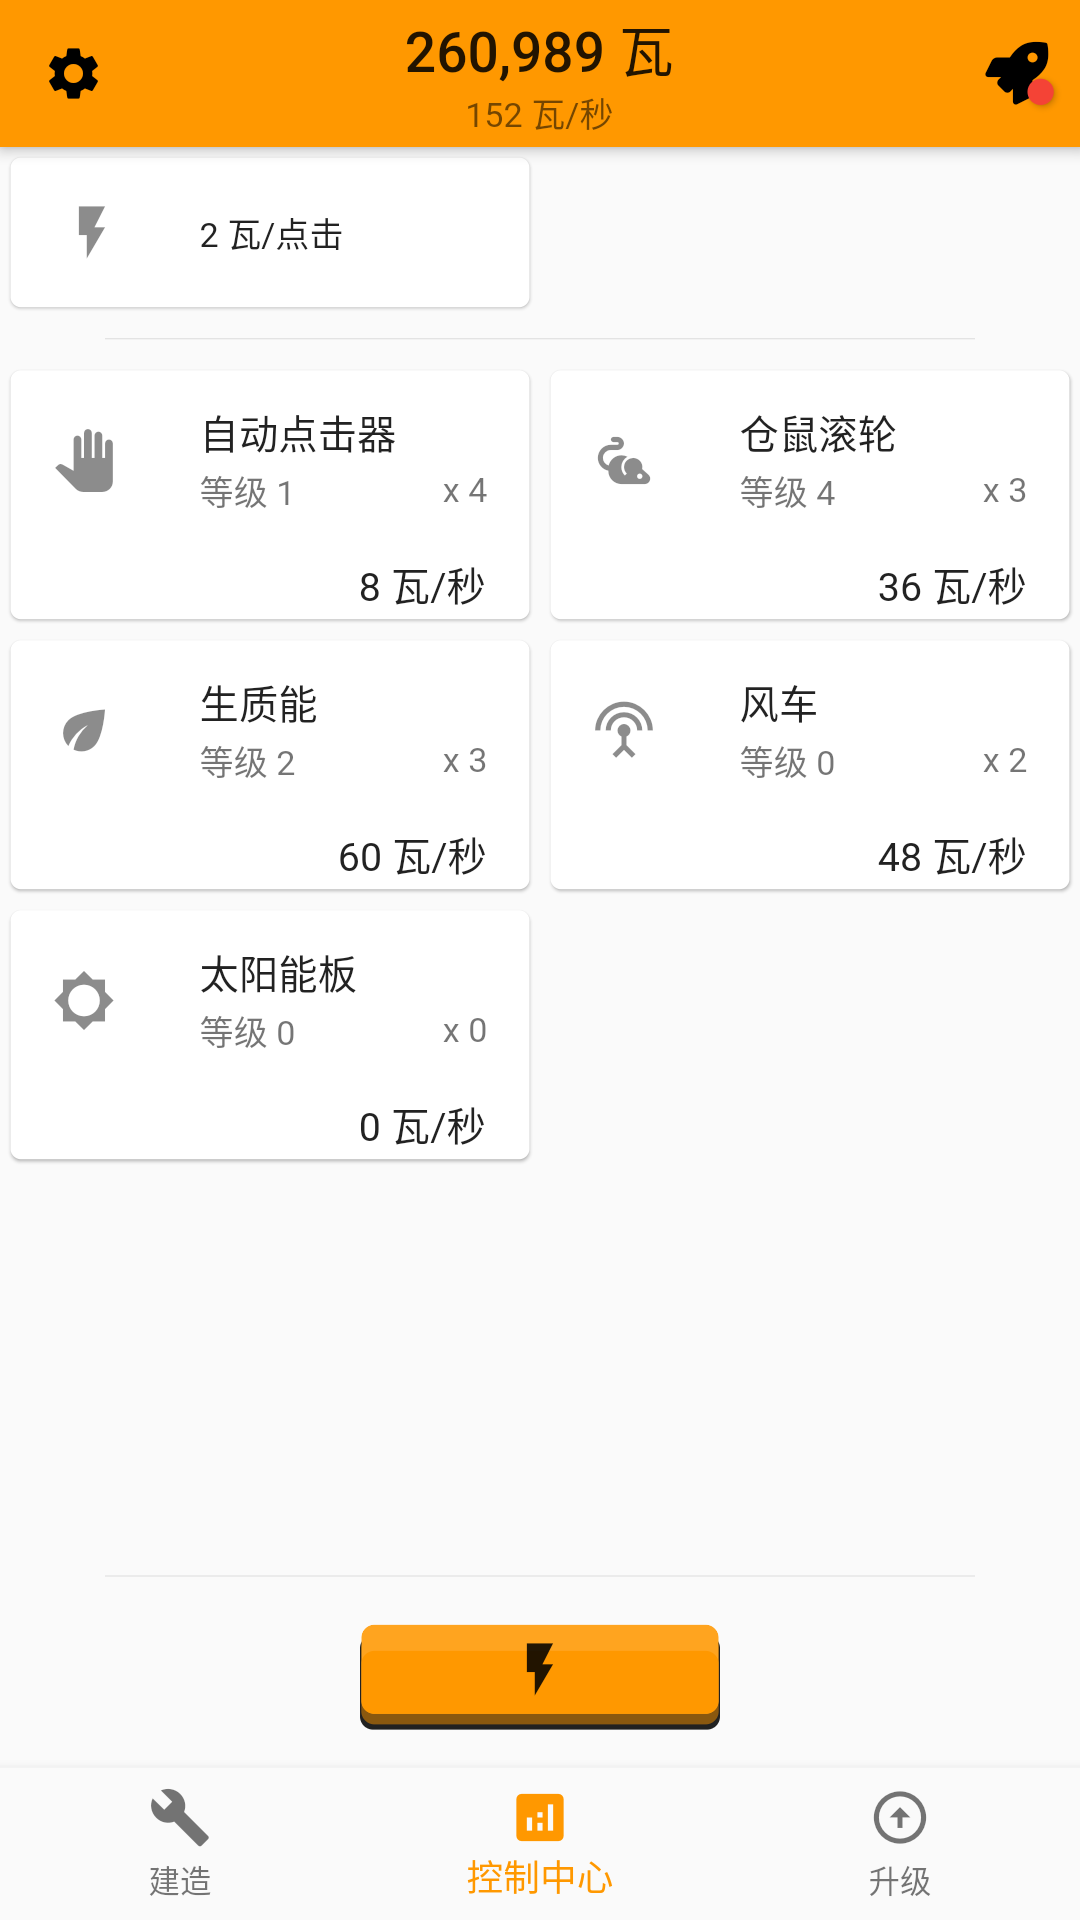 260,989 瓦
152 瓦/秒
2 瓦/点击
自动点击器
等级 1
x 4
8 瓦/秒
仓鼠滚轮
等级 4
x 3
36 瓦/秒
生质能
等级 2
x 3
60 瓦/秒
风车
等级 0
x 2
48 瓦/秒
太阳能板
等级 0
x 0
0 瓦/秒
建造
控制中心
升级